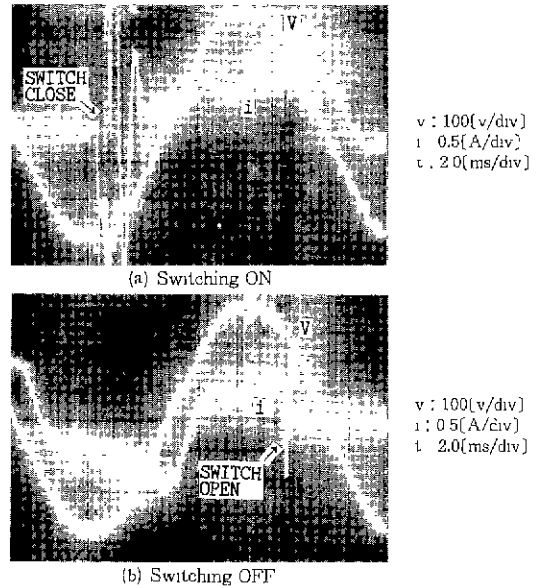 V
SWITCH
CLOSE
i
v : 100[v/div]
i : 0.5[A/div]
t . 2.0[ms/div]
(a) Switching ON
V
i
SWITCH
OPEN
v : 100[v/div]
i : 0.5[A/div]
t 2.0[ms/div]
(b) Switching OFF